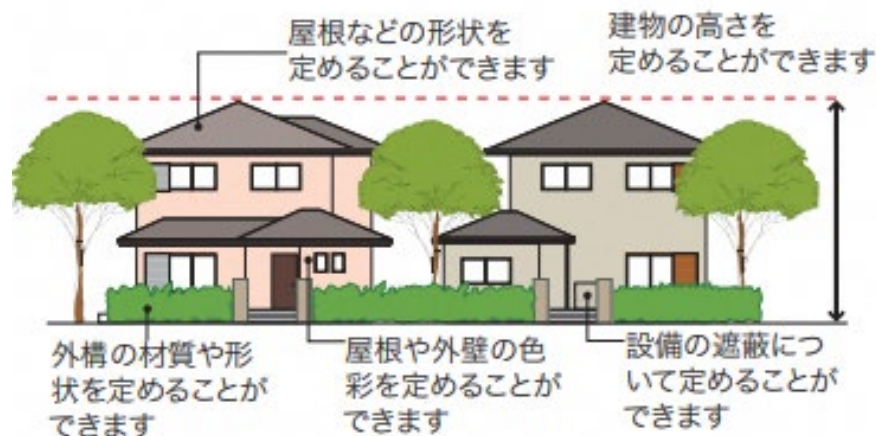 屋根などの形状を
定めることができます
建物の高さを
定めることができます
外構の材質や形
状を定めることが
できます
屋根や外壁の色
彩を定めることが
できます
設備の遮蔽につ
いて定めることが
できます